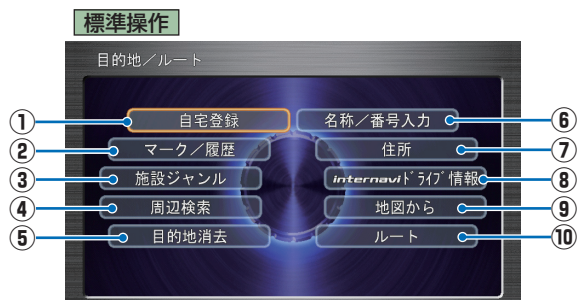 標準操作
目的地／ルート
① 自宅登録
② マーク／履歴
③ 施設ジャンル
④ 周辺検索
⑤ 目的地消去
⑥ 名称／番号入力
⑦ 住所
⑧ internaviﾄﾞﾗｲﾌﾞ情報
⑨ 地図から
⑩ ルート